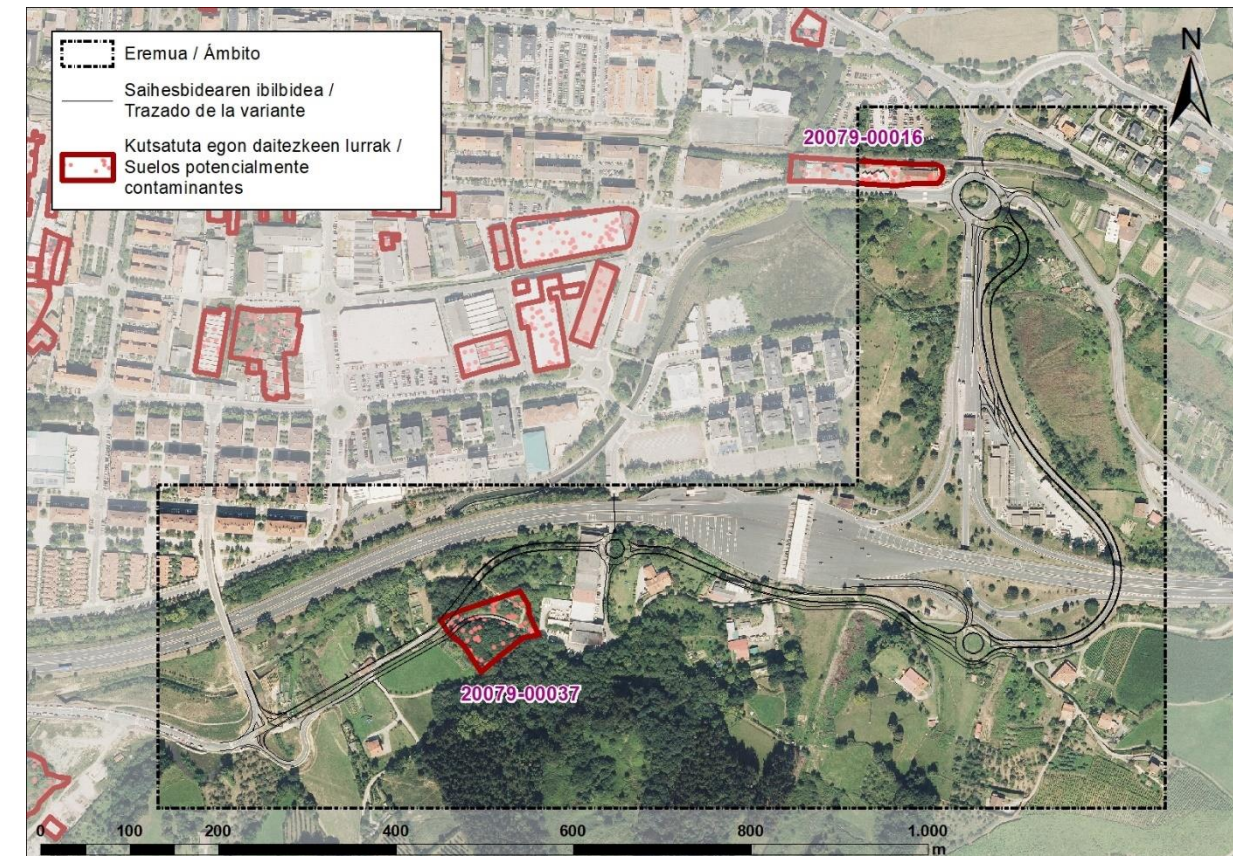 Eremua / Ámbito
Saihesbidearen ibilbidea /
Trazado de la variante
Kutsatuta egon daitezkeen lurrak /
Suelos potencialmente
contaminantes
N
20079-00016
20079-00037
0 100 200 400 600 800 1.000
m